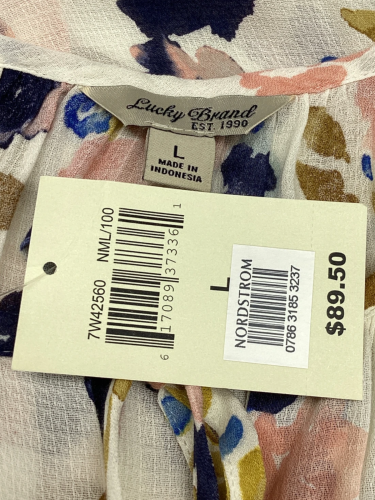 Lucky Brand
EST. 1990
L
MADE IN
INDONESIA
7W42560 NML/100
6 17089 37336 1
L
NORDSTROM
0786 3185 3237
$89.50